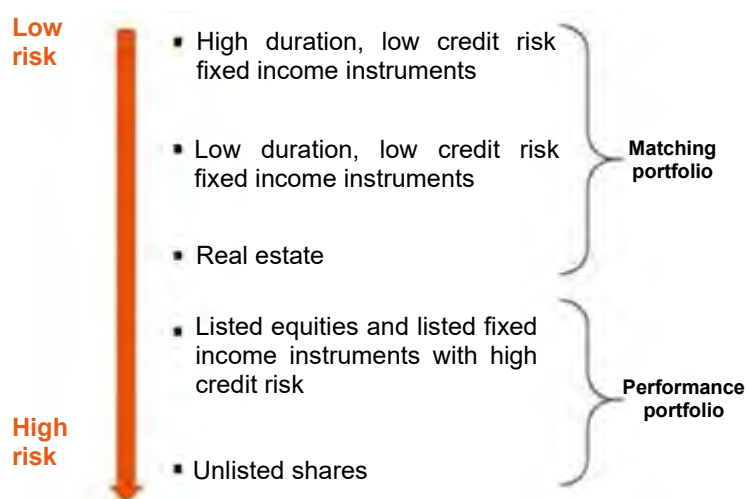 Low
risk
▪ High duration, low credit risk
fixed income instruments
▪ Low duration, low credit risk
fixed income instruments
Matching
portfolio
▪ Real estate
▪ Listed equities and listed fixed
income instruments with high
credit risk
Performance
portfolio
High
risk
▪ Unlisted shares